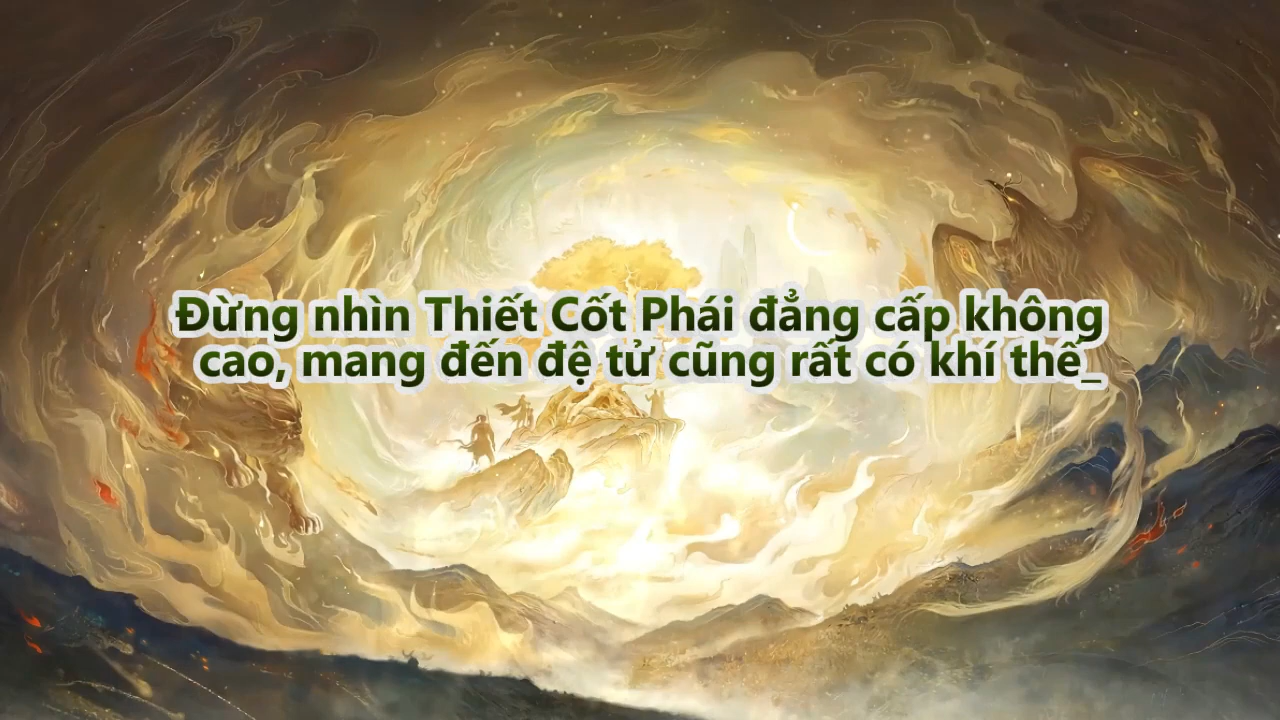 Đừng nhìn Thiết Cốt Phái đẳng cấp không
cao, mang đến đệ tử cũng rất có khí thế_